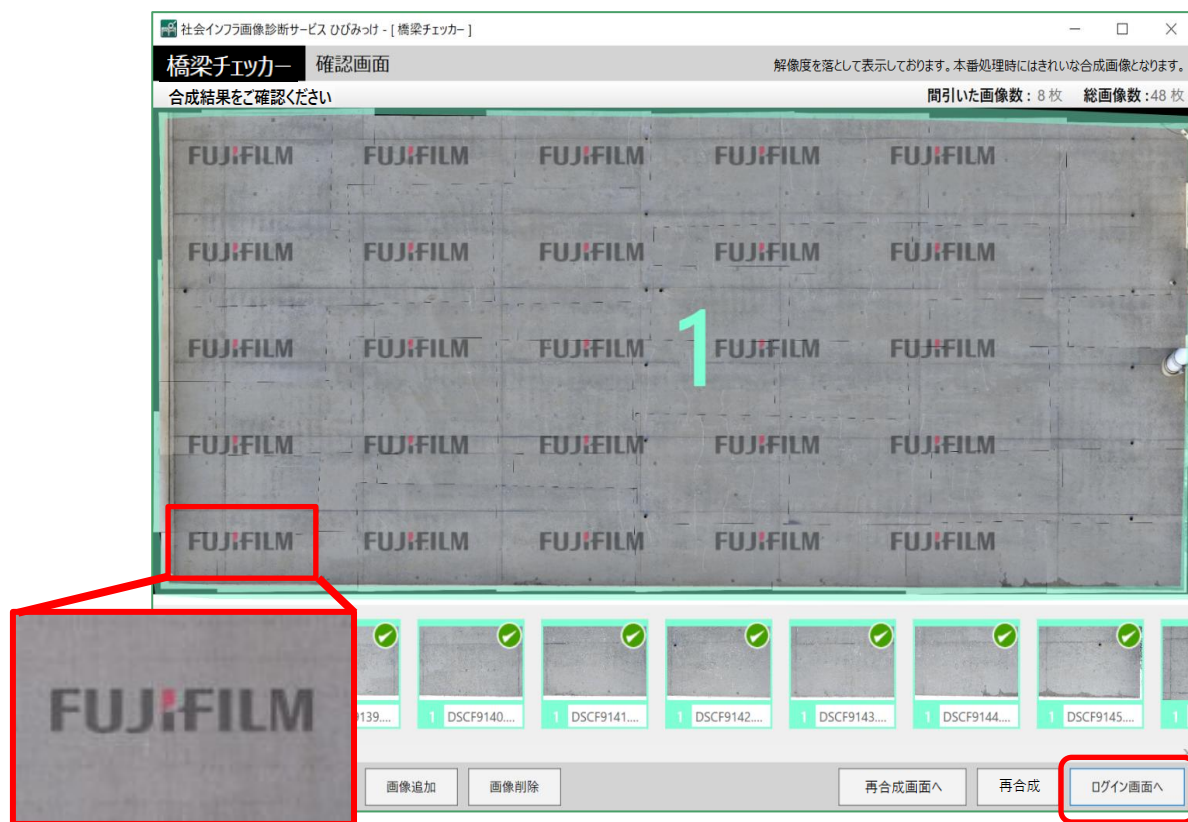 社会インフラ画像診断サービス ひびみっけ - [ 橋梁チェッカー ]
橋梁チェッカー 確認画面 解像度を落として表示しております。本番処理時にはきれいな合成画像となります。
合成結果をご確認ください 間引いた画像数 : 8 枚 総画像数 :48 枚
FUJIFILM FUJIFILM FUJIFILM FUJIFILM FUJIFILM
FUJIFILM FUJIFILM FUJIFILM FUJIFILM FUJIFILM
1
FUJIFILM FUJIFILM FUJIFILM FUJIFILM FUJIFILM
FUJIFILM FUJIFILM FUJIFILM FUJIFILM FUJIFILM
FUJIFILM FUJIFILM FUJIFILM FUJIFILM FUJIFILM
FUJIFILM
9139.... 1 DSCF9140.... 1 DSCF9141.... 1 DSCF9142.... 1 DSCF9143.... 1 DSCF9144.... 1 DSCF9145.... 1
画像追加 画像削除 再合成画面へ 再合成 ログイン画面へ